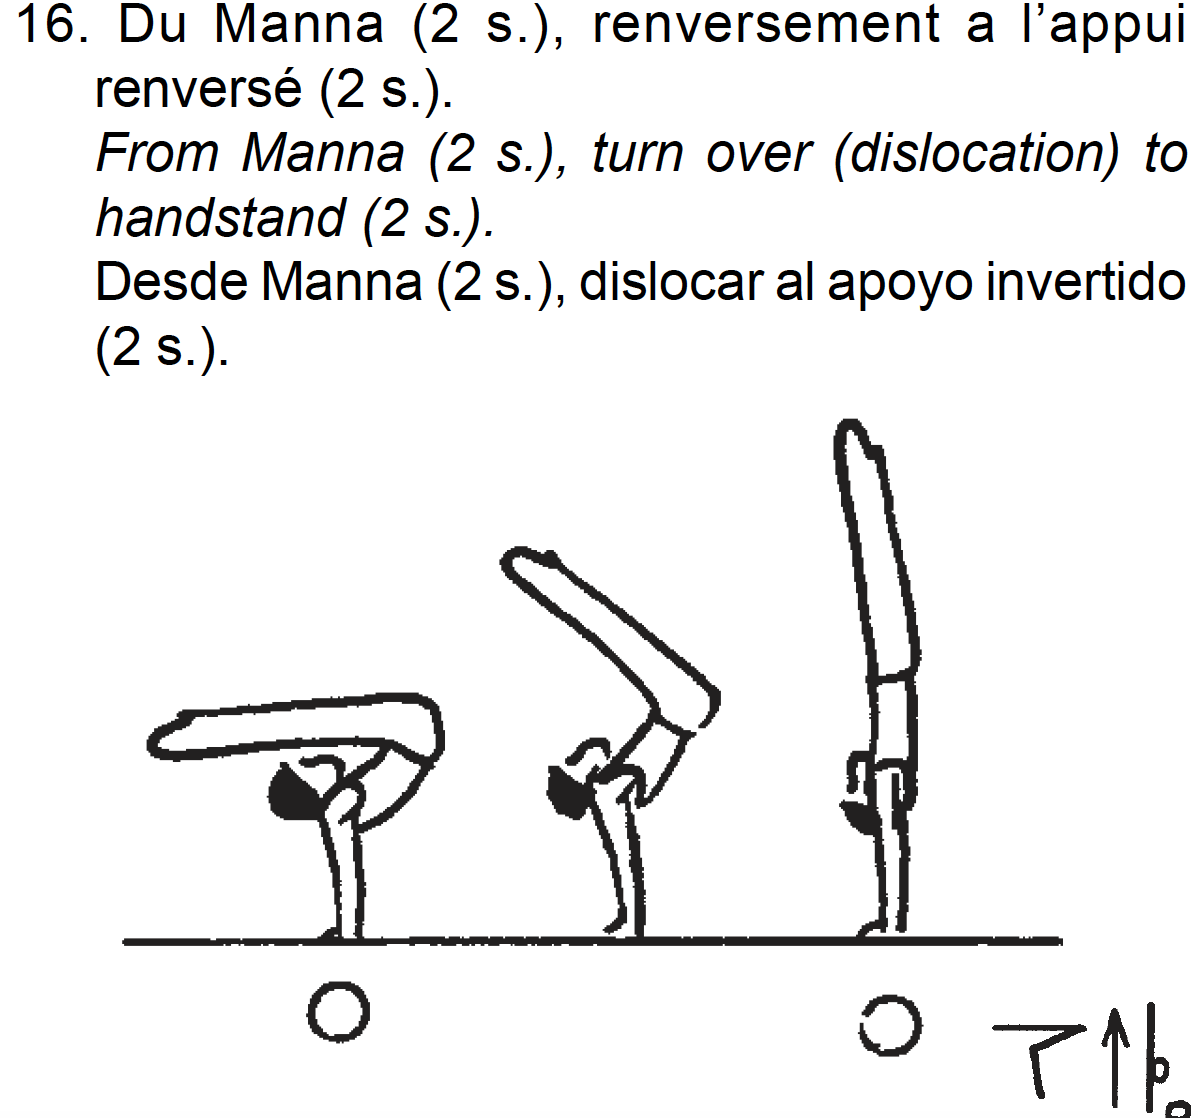 16. Du Manna (2 s.), renversement a l'appui
renversé (2 s.).
From Manna (2 s.), turn over (dislocation) to
handstand (2 s.).
Desde Manna (2 s.), dislocar al apoyo invertido
(2 s.).